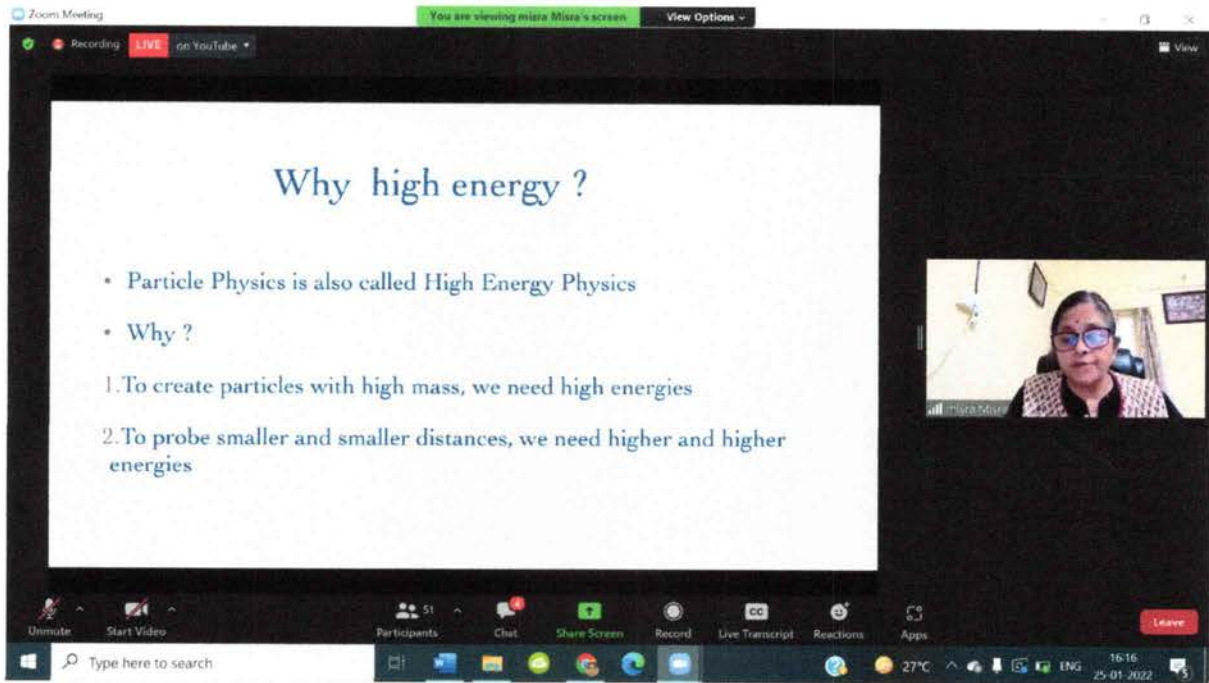 Zoom Meeting
You are viewing misra Misra's screen
View Options
Recording
LIVE
on YouTube
View
Why high energy ?
• Particle Physics is also called High Energy Physics
• Why ?
1.To create particles with high mass, we need high energies
2.To probe smaller and smaller distances, we need higher and higher
energies
misra Misra
Unmute
Start Video
51
Participants
4
Chat
Share Screen
Record
CC
Live Transcript
Reactions
Apps
Leave
Type here to search
27°C
ENG
16:16
25-01-2022
5